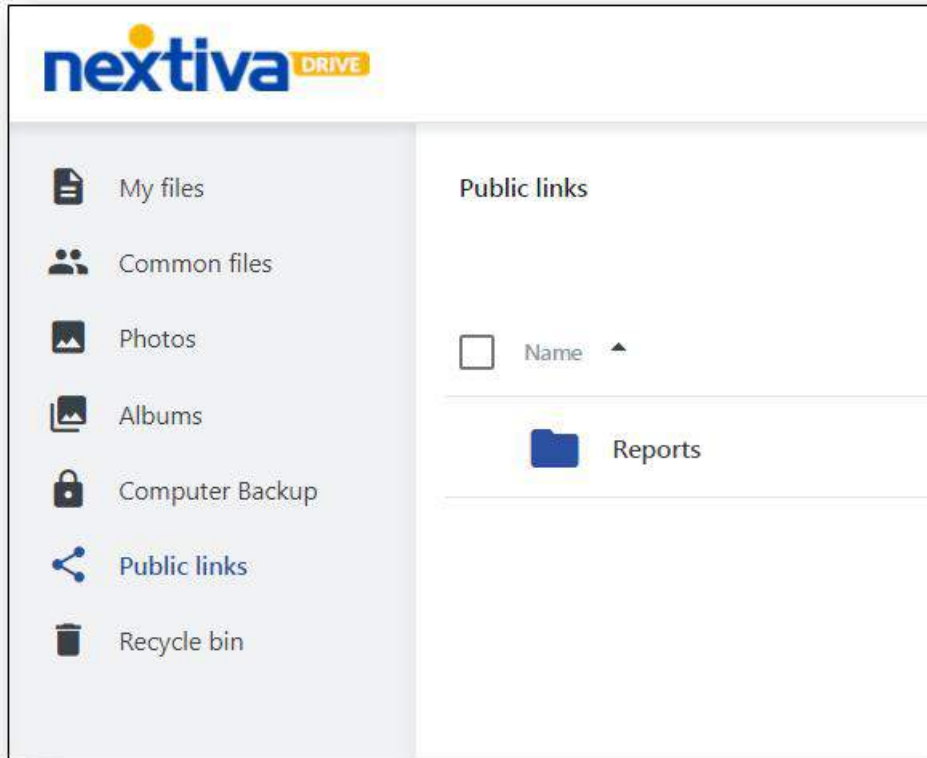 nextiva DRIVE
My files
Common files
Photos
Albums
Computer Backup
Public links
Recycle bin
Public links
Name
Reports